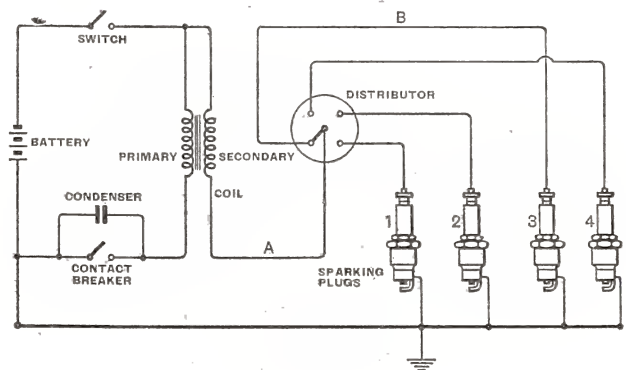 B
SWITCH
DISTRIBUTOR
BATTERY
PRIMARY
SECONDARY
CONDENSER
COIL
1
2
3
4
A
CONTACT
BREAKER
SPARKING
PLUGS